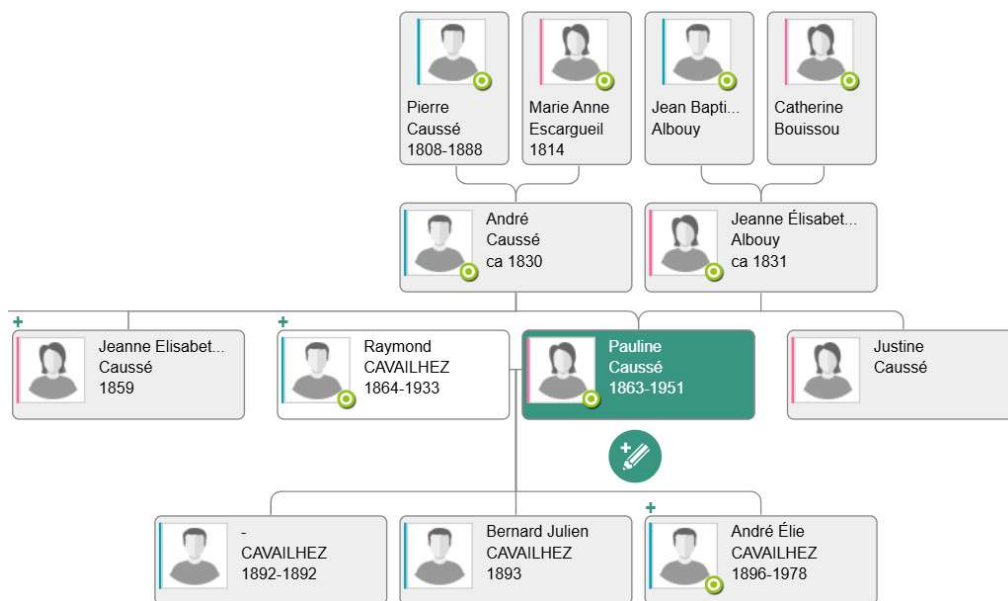 Pierre
Caussé
1808-1888
Marie Anne
Escargueil
1814
Jean Bapti...
Albouy
Catherine
Bouissou
André
Caussé
ca 1830
Jeanne Élisabet...
Albouy
ca 1831
Jeanne Elisabet...
Caussé
1859
Raymond
CAVAILHEZ
1864-1933
Pauline
Caussé
1863-1951
Justine
Caussé
-
CAVAILHEZ
1892-1892
Bernard Julien
CAVAILHEZ
1893
André Élie
CAVAILHEZ
1896-1978